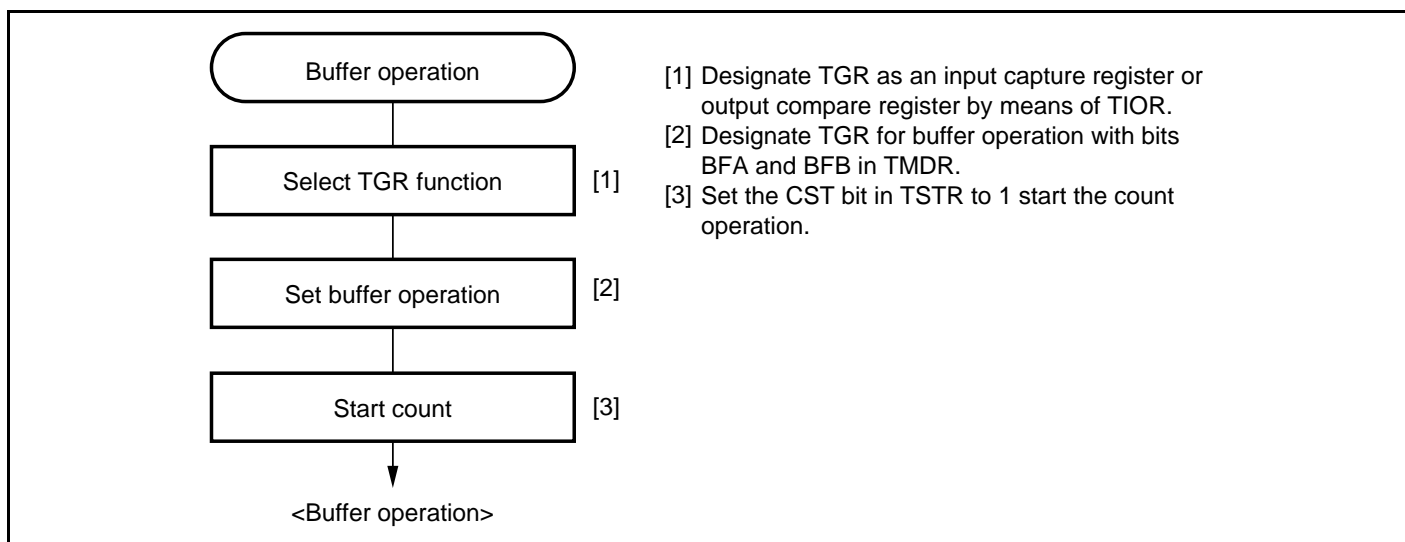 Buffer operation
Select TGR function [1]
Set buffer operation [2]
Start count [3]
<Buffer operation>
[1] Designate TGR as an input capture register or
output compare register by means of TIOR.
[2] Designate TGR for buffer operation with bits
BFA and BFB in TMDR.
[3] Set the CST bit in TSTR to 1 start the count
operation.